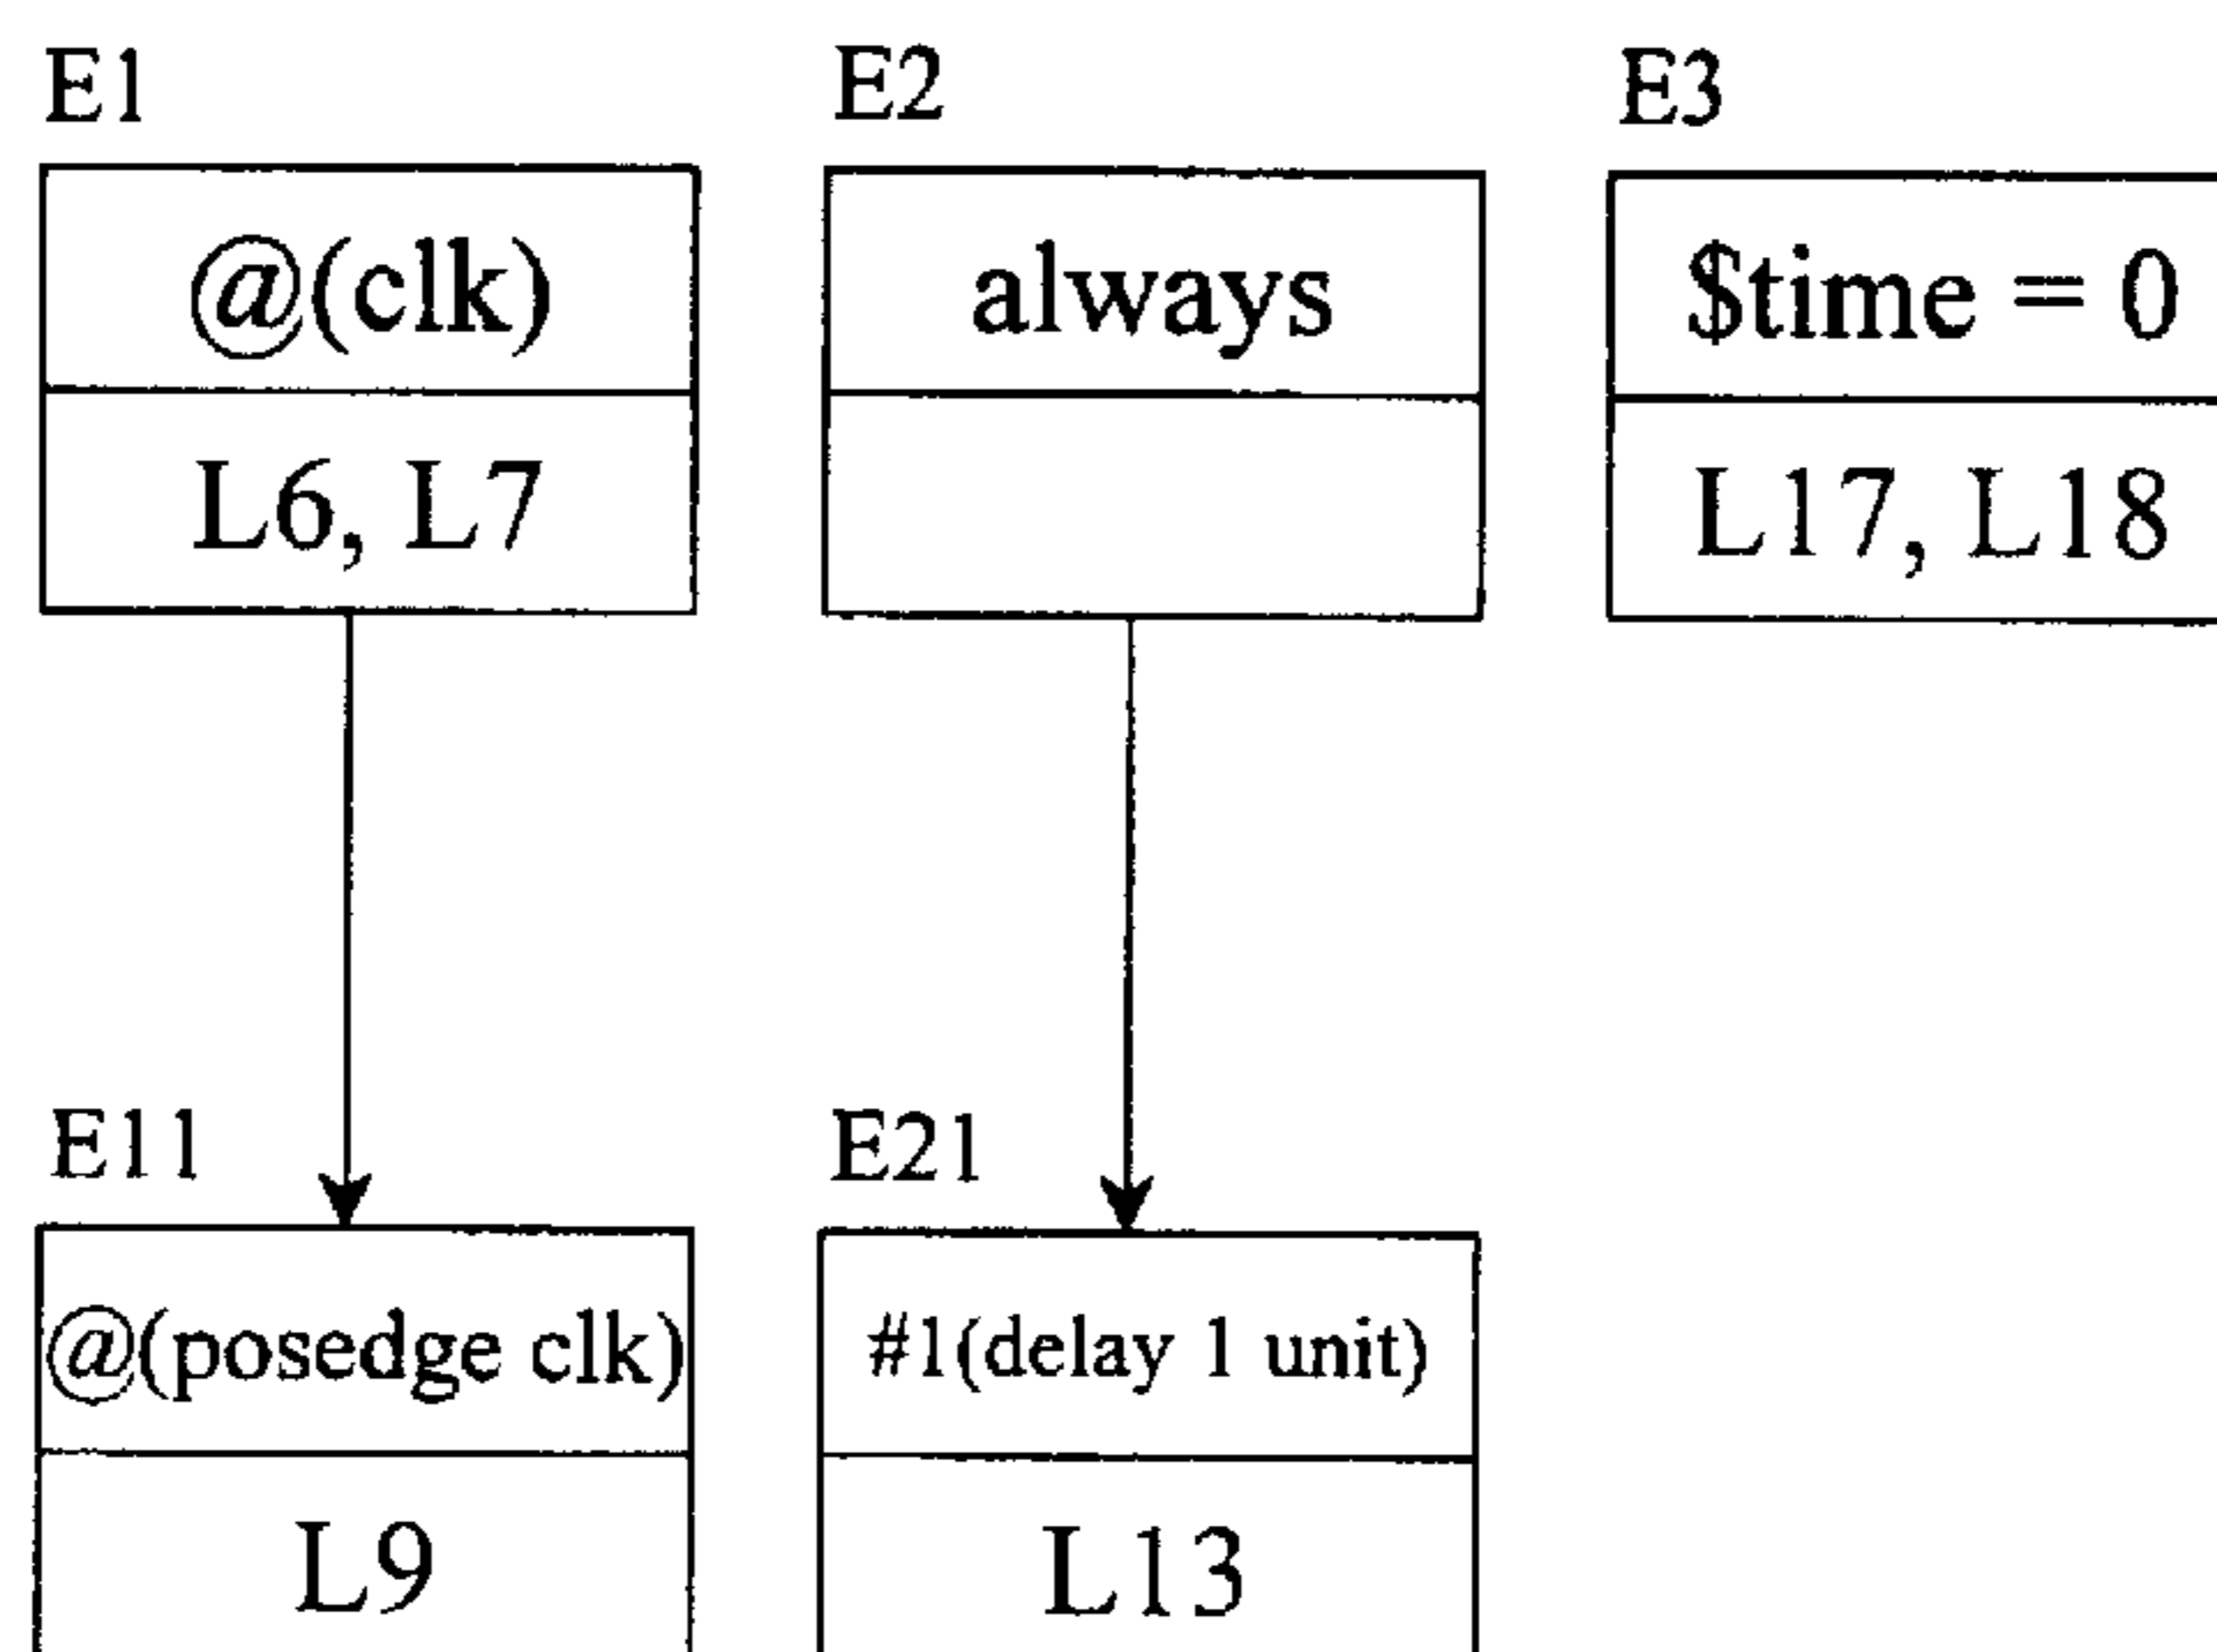 E1 E2 E3
@(clk) always $time = 0
L6, L7 L17, L18
E11 E21
@(posedge clk) #1(delay 1 unit)
L9 L13